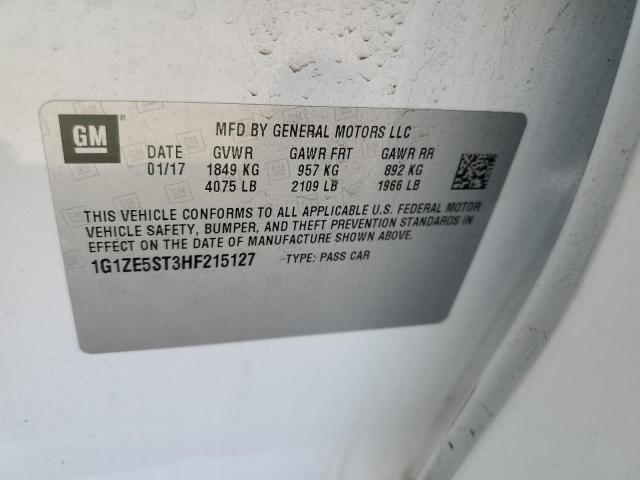 GM® MFD BY GENERAL MOTORS LLC
DATE GVWR GAWR FRT GAWR RR
01/17 1849 KG 957 KG 892 KG
4075 LB 2109 LB 1966 LB
THIS VEHICLE CONFORMS TO ALL APPLICABLE U.S. FEDERAL MOTOR
VEHICLE SAFETY, BUMPER, AND THEFT PREVENTION STANDARDS IN
EFFECT ON THE DATE OF MANUFACTURE SHOWN ABOVE.
1G1ZE5ST3HF215127 TYPE: PASS CAR